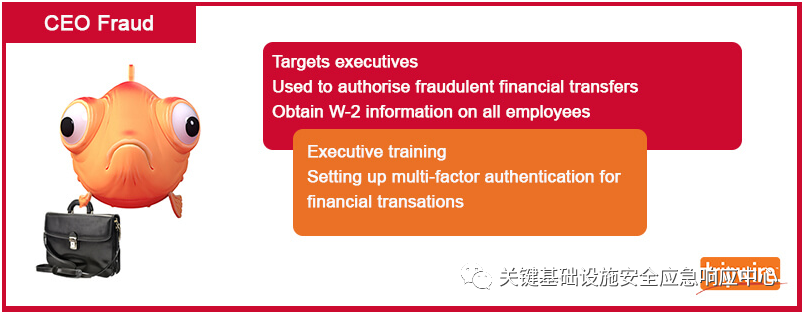 CEO Fraud
Targets executives
Used to authorise fraudulent financial transfers
Obtain W-2 information on all employees
Executive training
Setting up multi-factor authentication for
financial transations
关键基础设施安全应急响应中心
tripwire